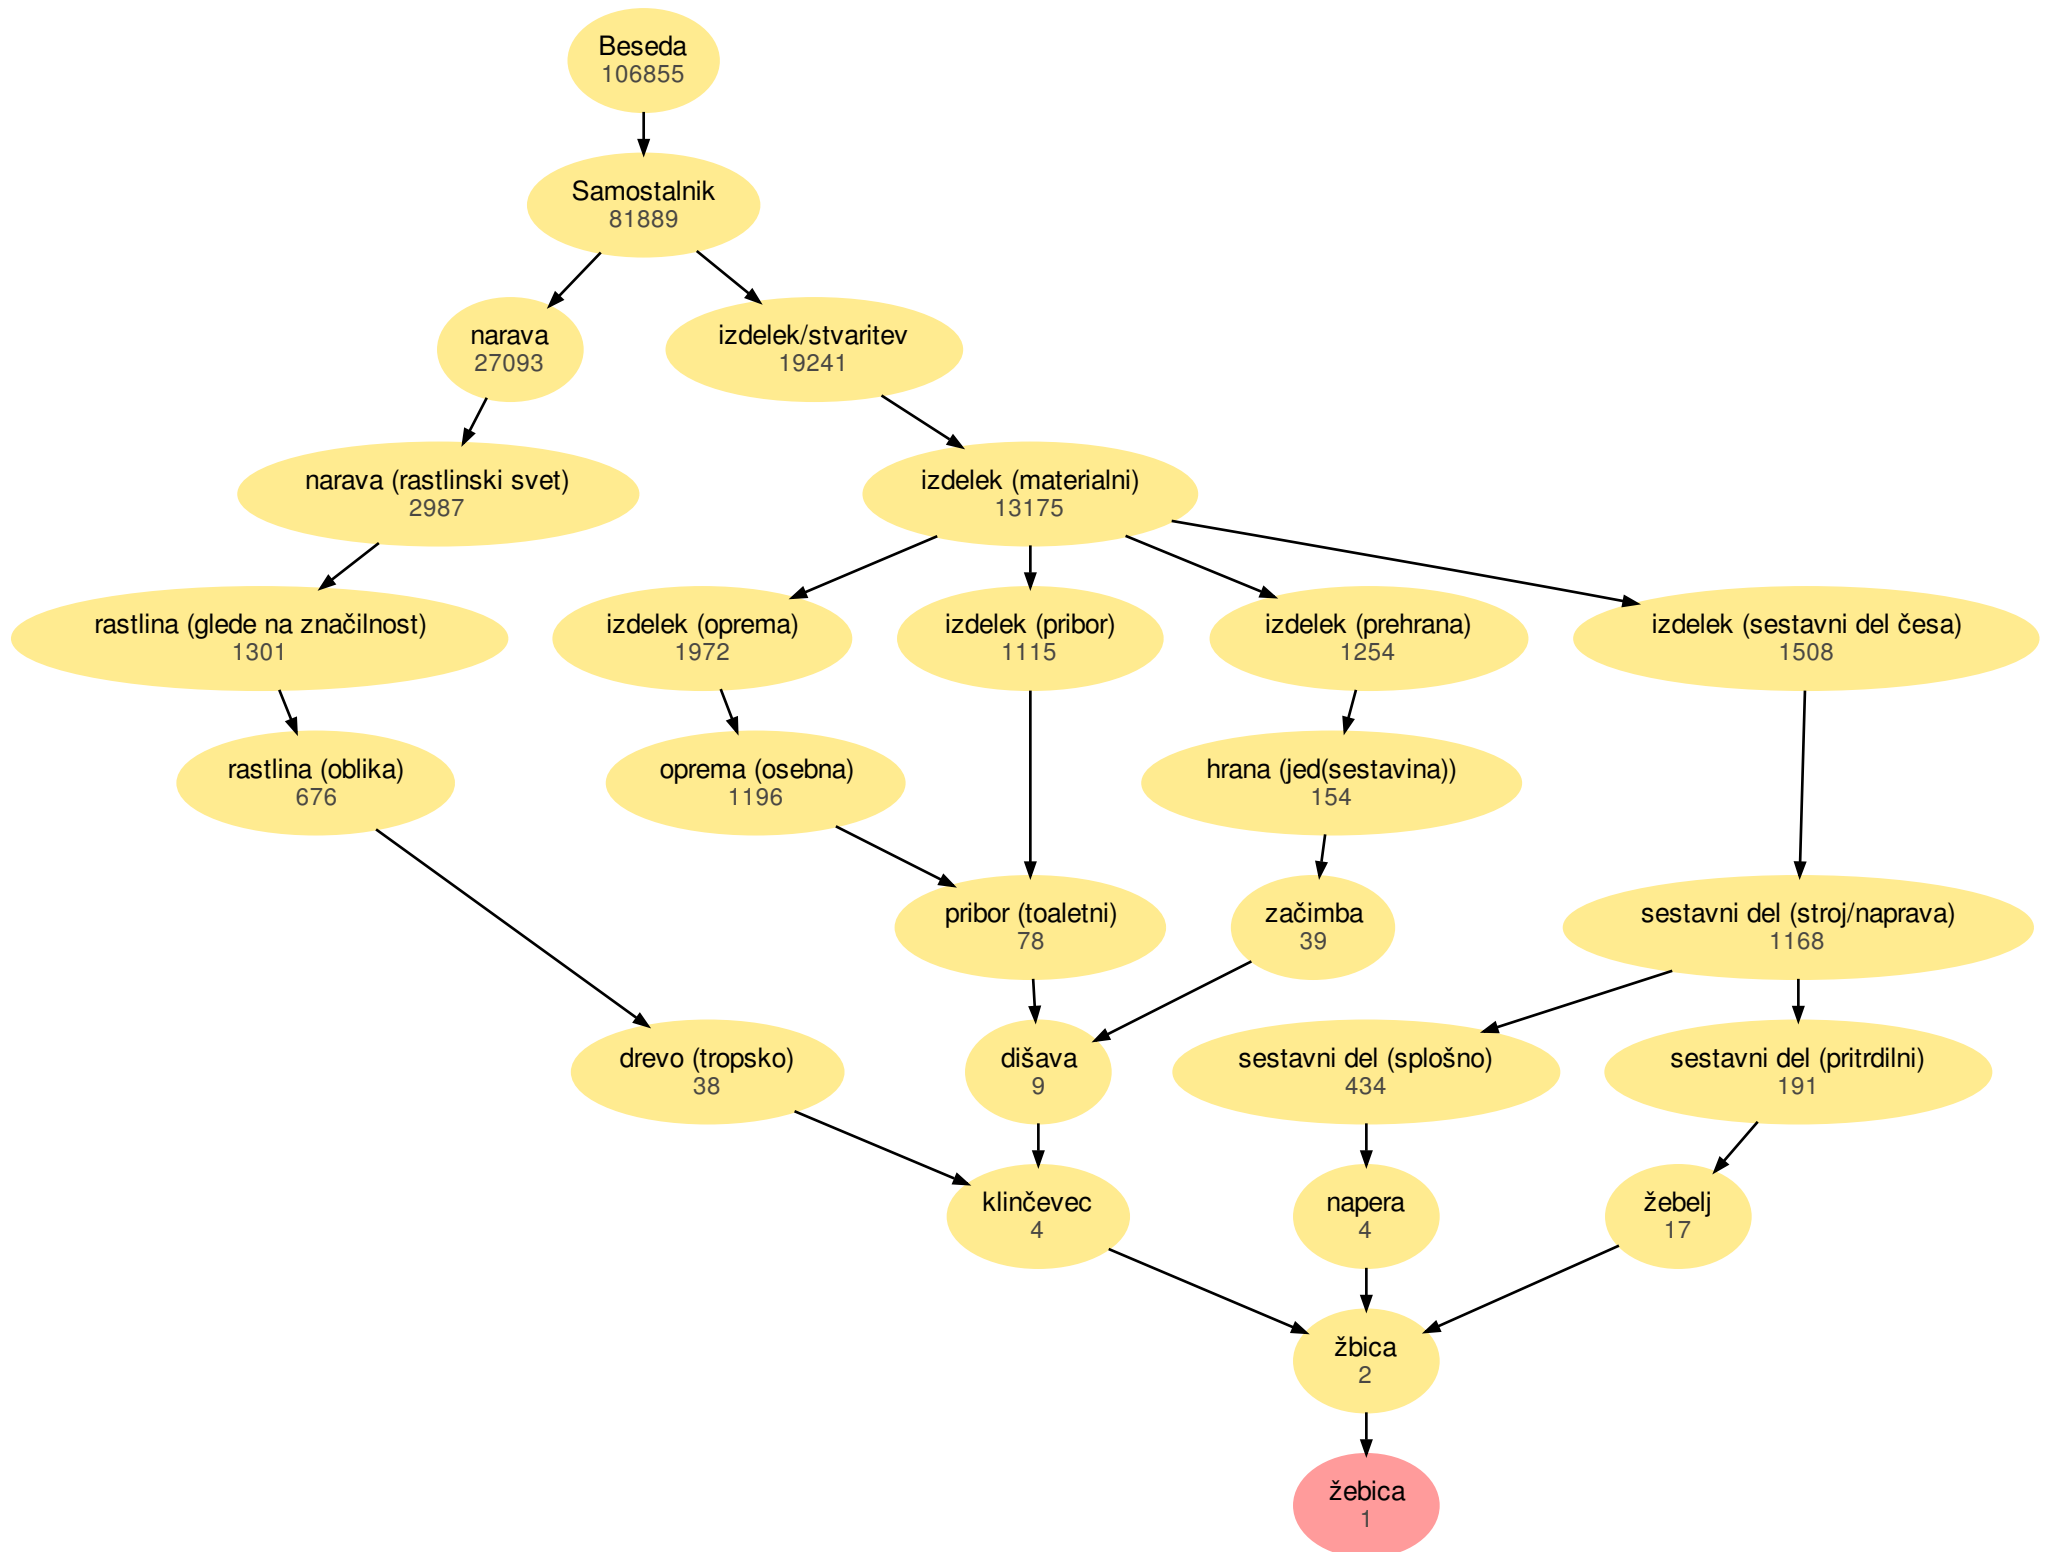 Beseda
106855
Samostalnik
81889
narava
27093
izdelek/stvaritev
19241
narava (rastlinski svet)
2987
izdelek (materialni)
13175
rastlina (glede na značilnost)
1301
izdelek (oprema)
1972
izdelek (pribor)
1115
izdelek (prehrana)
1254
izdelek (sestavni del česa)
1508
rastlina (oblika)
676
oprema (osebna)
1196
hrana (jed(sestavina))
154
pribor (toaletni)
78
začimba
39
sestavni del (stroj/naprava)
1168
drevo (tropsko)
38
dišava
9
sestavni del (splošno)
434
sestavni del (pritrdilni)
191
klinčevec
4
napera
4
žebelj
17
žbica
2
žebica
1